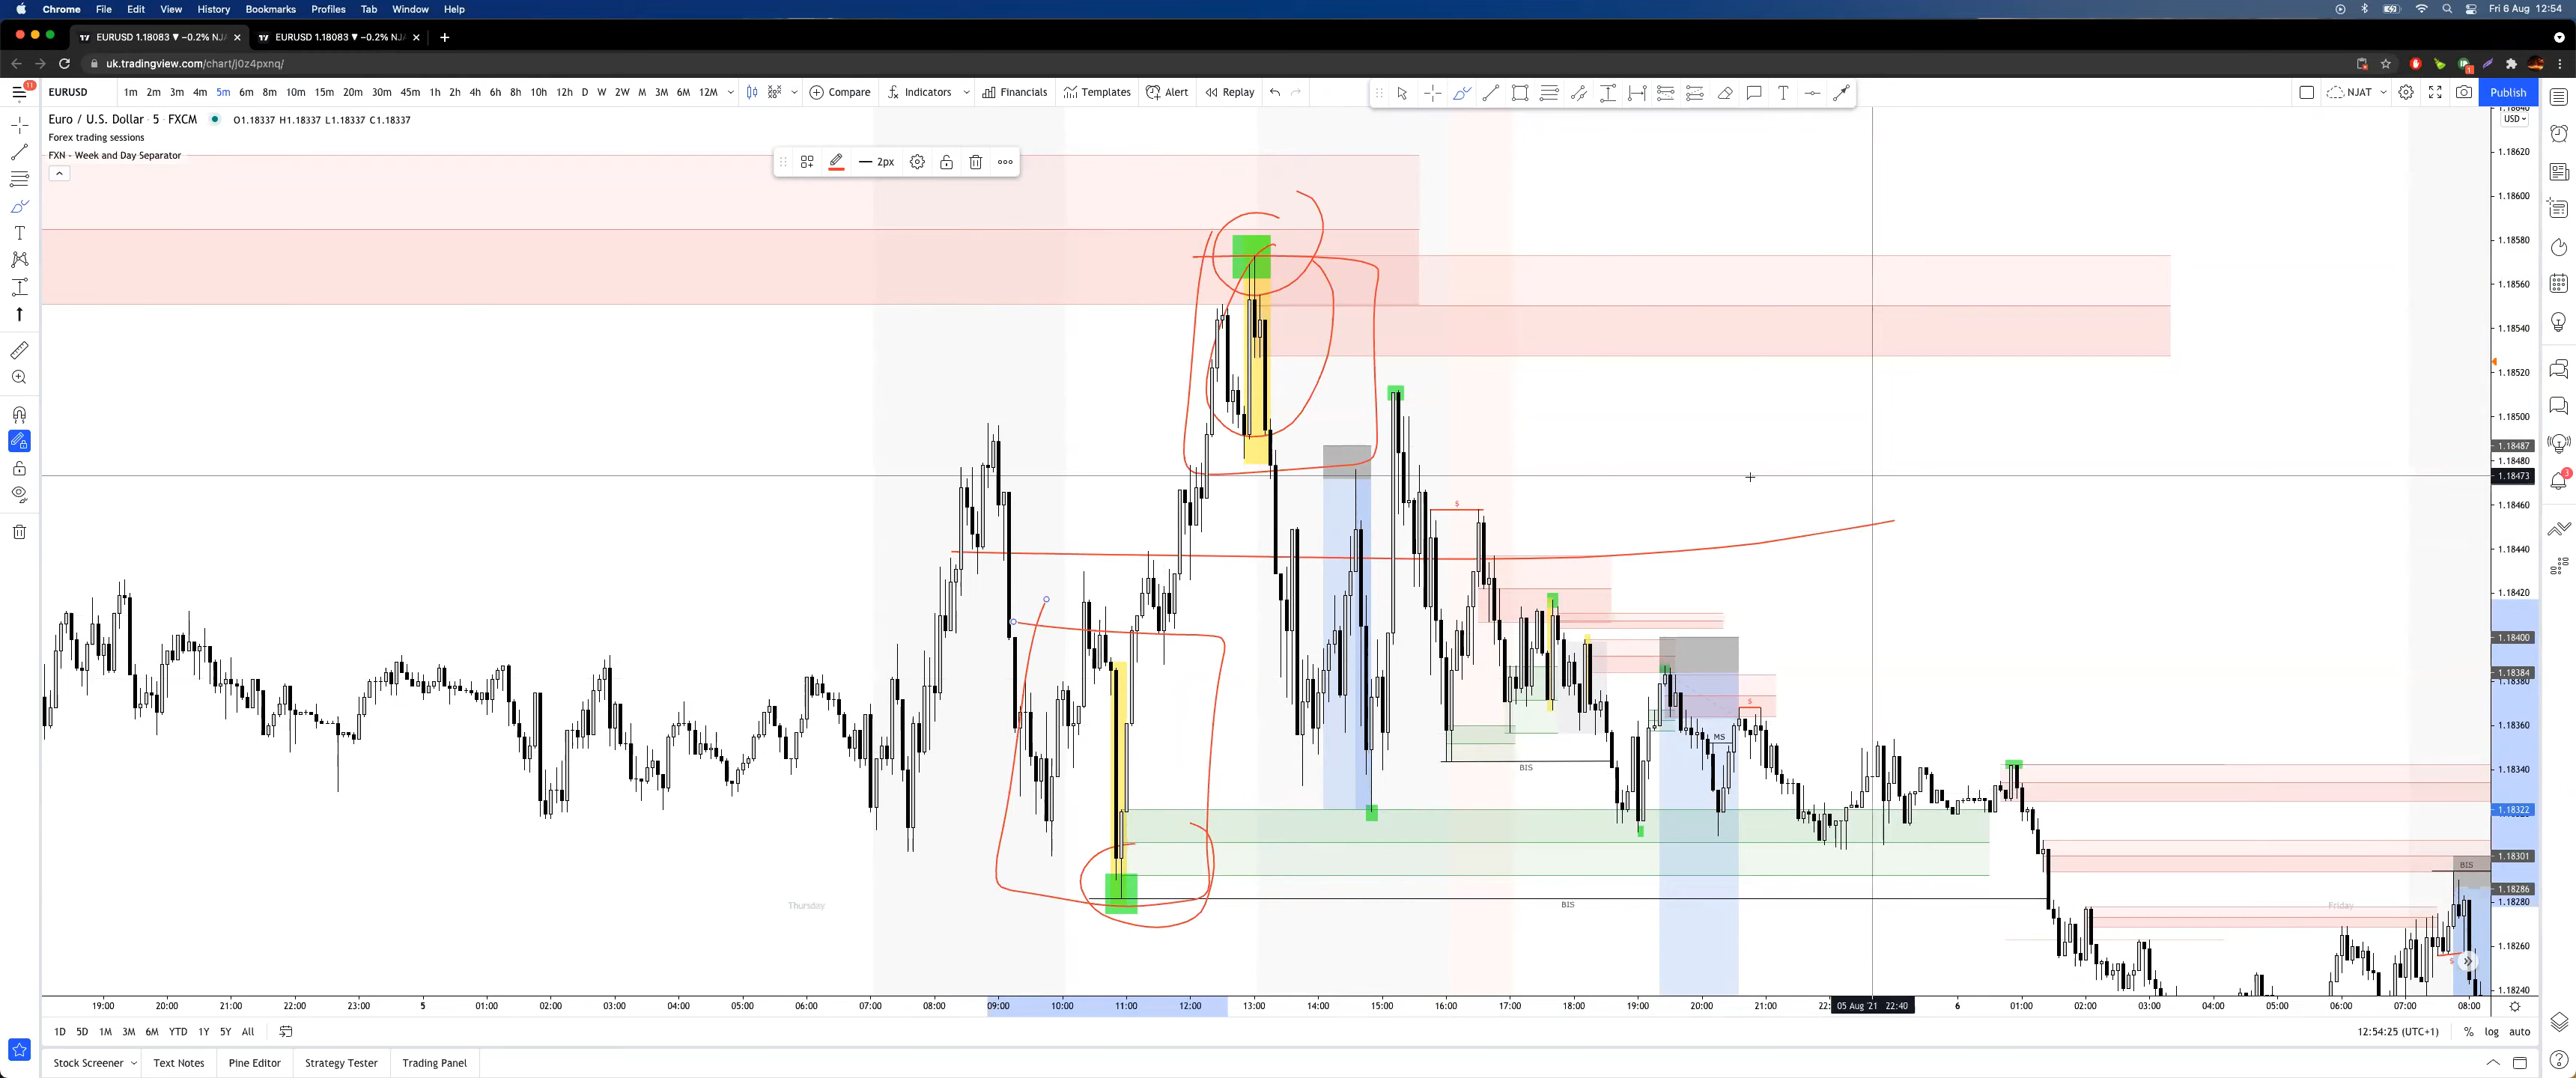 Chrome File Edit View History Bookmarks Profiles Tab Window Help Fri 6 Aug 12:54
EURUSD 1.18083 ▼ −0.2% NJA EURUSD 1.18083 ▼ −0.2% NJA
uk.tradingview.com/chart/j0z4pxnq/
11 EURUSD 1m 2m 3m 4m 5m 6m 8m 10m 15m 20m 30m 45m 1h 2h 4h 6h 8h 10h 12h D W 2W M 3M 6M 12M Compare Indicators Financials Templates Alert Replay NJAT Publish
Euro / U.S. Dollar · 5 · FXCM O1.18337 H1.18337 L1.18337 C1.18337
USD
Forex trading sessions
FXN - Week and Day Separator
2px
1.18620
1.18600
1.18580
1.18560
1.18540
1.18520
1.18500
1.18487
1.18480
1.18473
3
$
1.18460
1.18440
1.18420
1.18400
1.18384
1.18380
$
1.18360
MS
BIS
1.18340
1.18322
1.18301
BIS
1.18286
Thursday
BIS
Friday
1.18280
1.18260
$
1.18240
19:00 20:00 21:00 22:00 23:00 5 01:00 02:00 03:00 04:00 05:00 06:00 07:00 08:00 09:00 10:00 11:00 12:00 13:00 14:00 15:00 16:00 17:00 18:00 19:00 20:00 21:00 22: 05 Aug '21 22:40 6 01:00 02:00 03:00 04:00 05:00 06:00 07:00 08:00
1D 5D 1M 3M 6M YTD 1Y 5Y All 12:54:25 (UTC+1) % log auto
Stock Screener Text Notes Pine Editor Strategy Tester Trading Panel